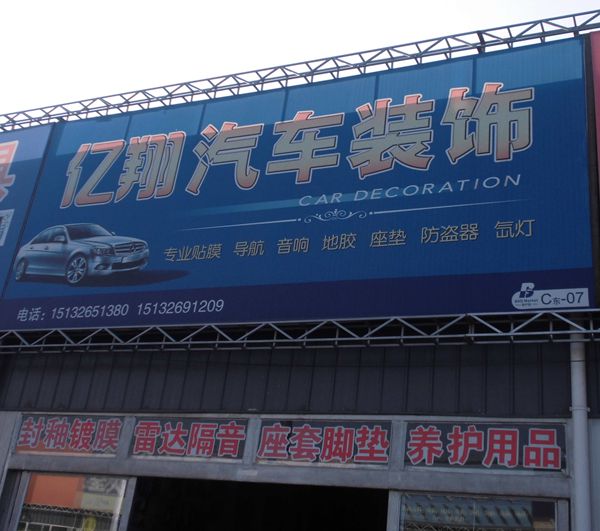 亿翔汽车装饰
CAR DECORATION
专业贴膜 导航 音响 地胶 座垫 防盗器 氙灯
电话：15132651380 15132691209
C东-07
封釉镀膜 雷达隔音 座套脚垫 养护用品